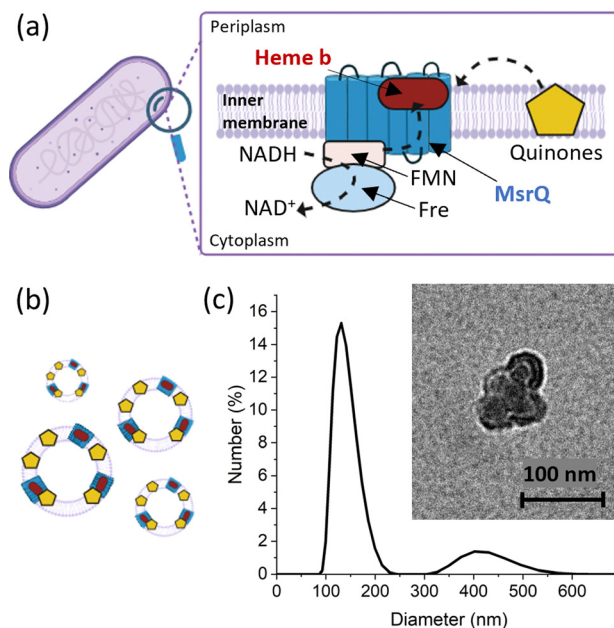 (a)
Periplasm
Heme b
Inner
membrane
NADH
FMN
Quinones
NAD⁺
Fre
MsrQ
Cytoplasm
(b)
(c)
16
14
12
10
8
6
4
2
0
Number (%)
100 nm
0 100 200 300 400 500 600
Diameter (nm)